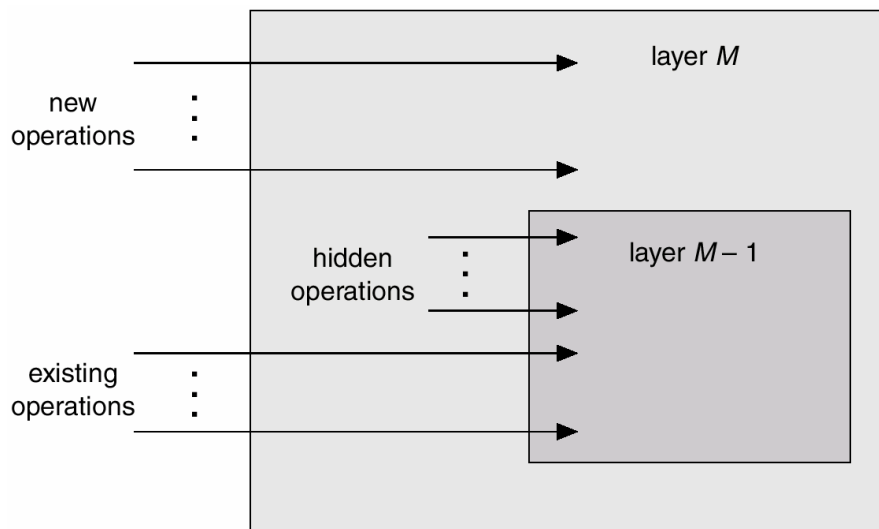 layer M
new
operations
hidden
operations
layer M – 1
existing
operations